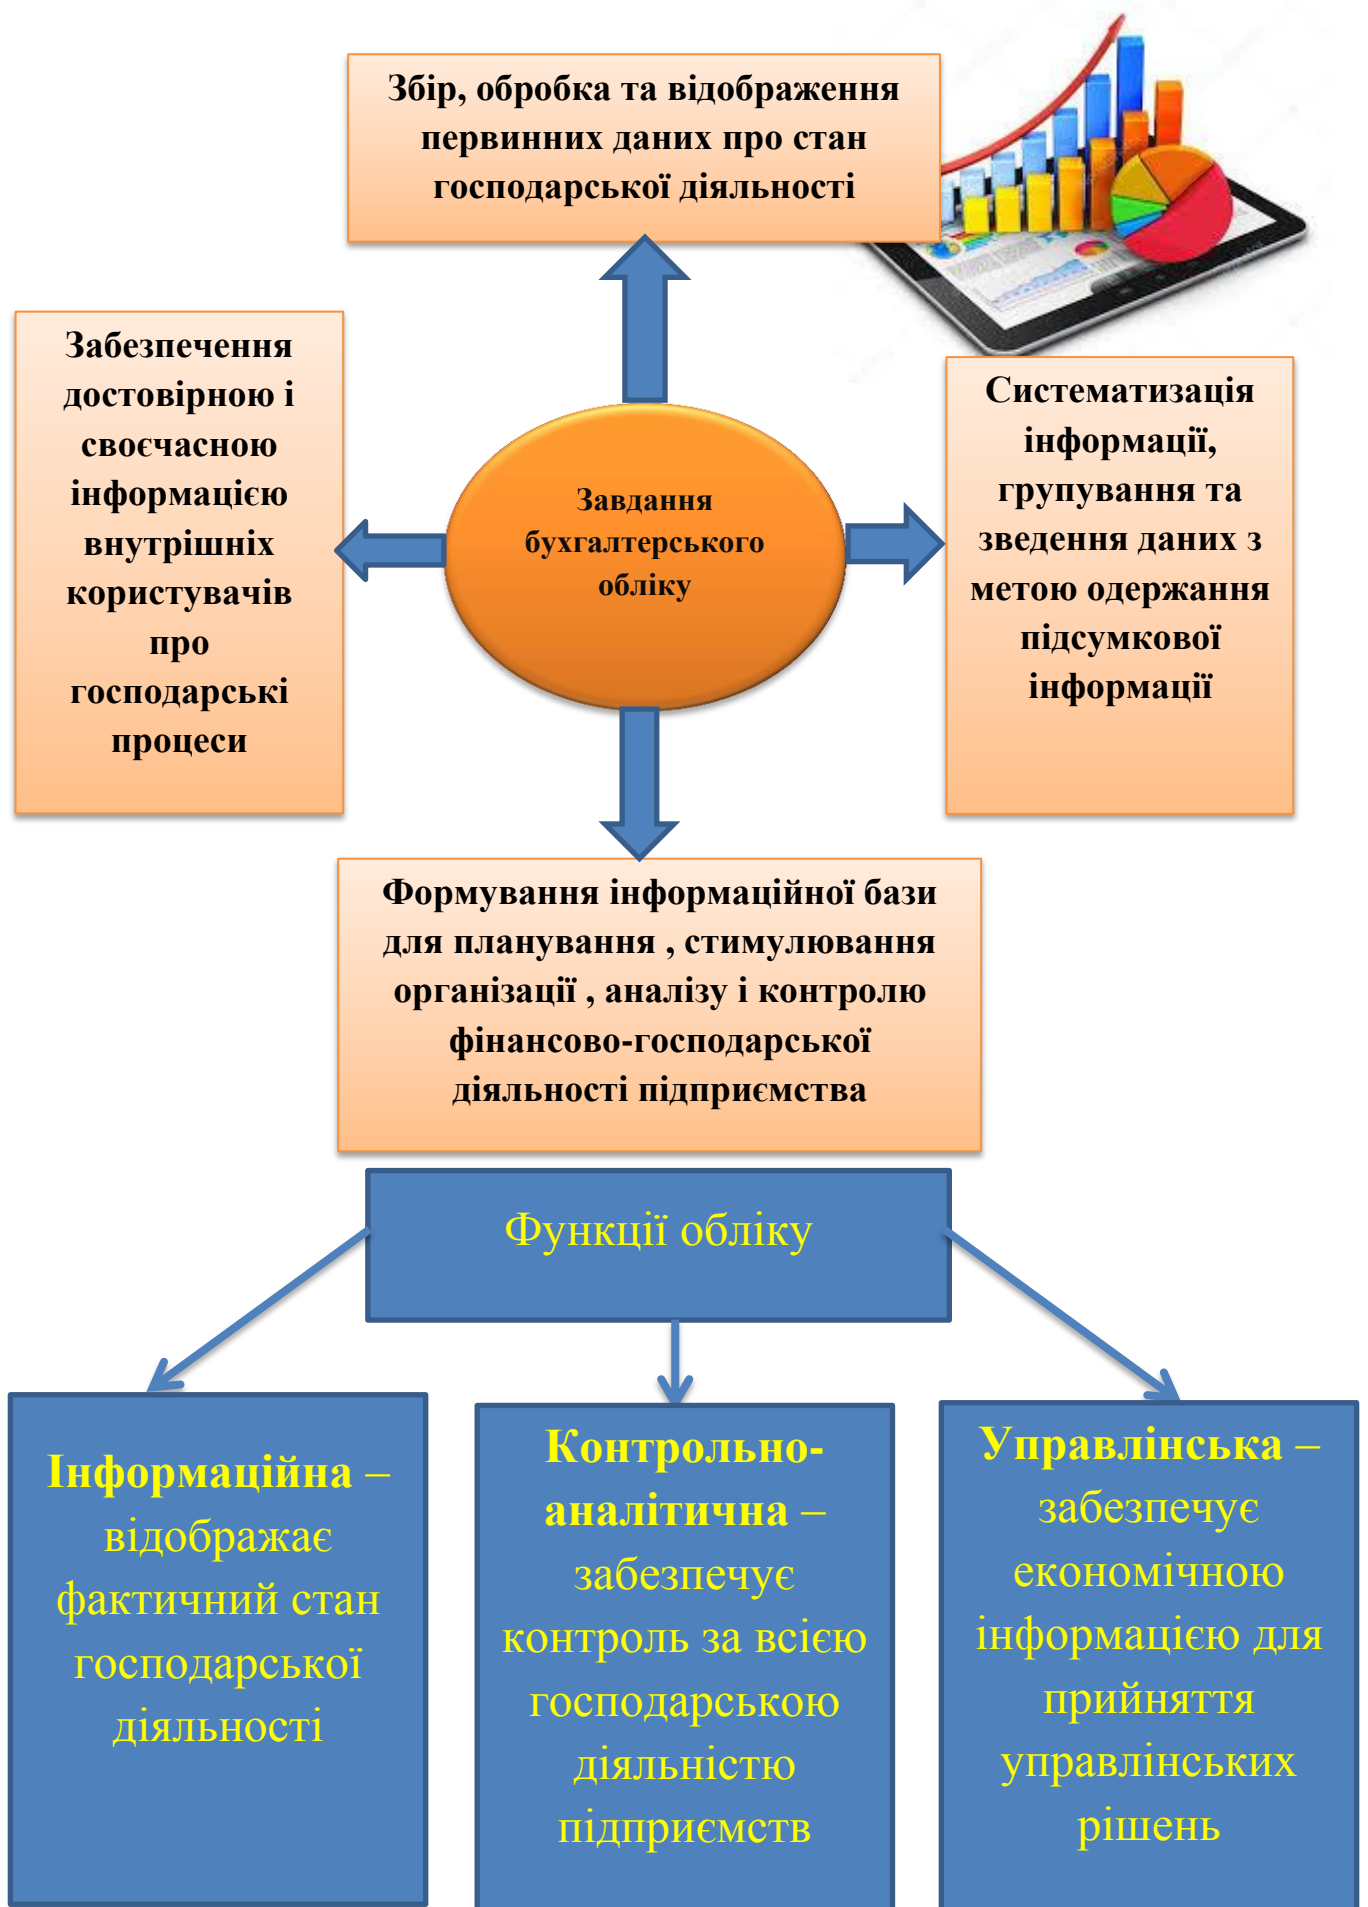 Збір, обробка та відображення
первинних даних про стан
господарської діяльності
Забезпечення
достовірною і
своєчасною
інформацією
внутрішніх
користувачів
про
господарські
процеси
Завдання
бухгалтерського
обліку
Систематизація
інформації,
групування та
зведення даних з
метою одержання
підсумкової
інформації
Формування інформаційної бази
для планування , стимулювання
організації , аналізу і контролю
фінансово-господарської
діяльності підприємства
Функції обліку
Інформаційна –
відображає
фактичний стан
господарської
діяльності
Контрольно-
аналітична –
забезпечує
контроль за всією
господарською
діяльністю
підприємств
Управлінська –
забезпечує
економічною
інформацією для
прийняття
управлінських
рішень